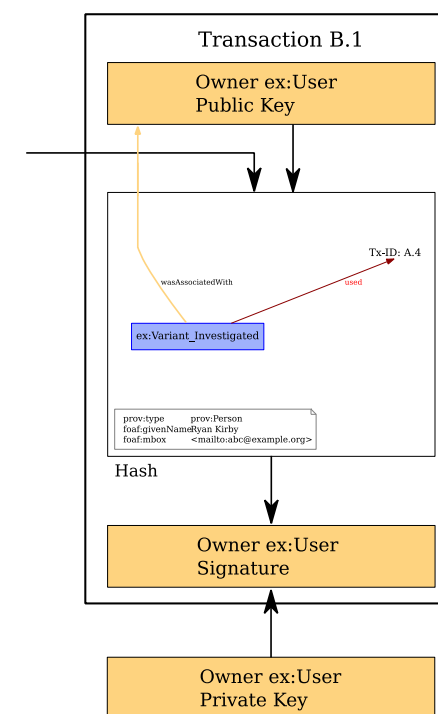 Transaction B.1
Owner ex:User
Public Key
Tx-ID: A.4
wasAssociatedWith
used
ex:Variant_Investigated
prov:type prov:Person
foaf:givenName Ryan Kirby
foaf:mbox <mailto:abc@example.org>
Hash
Owner ex:User
Signature
Owner ex:User
Private Key